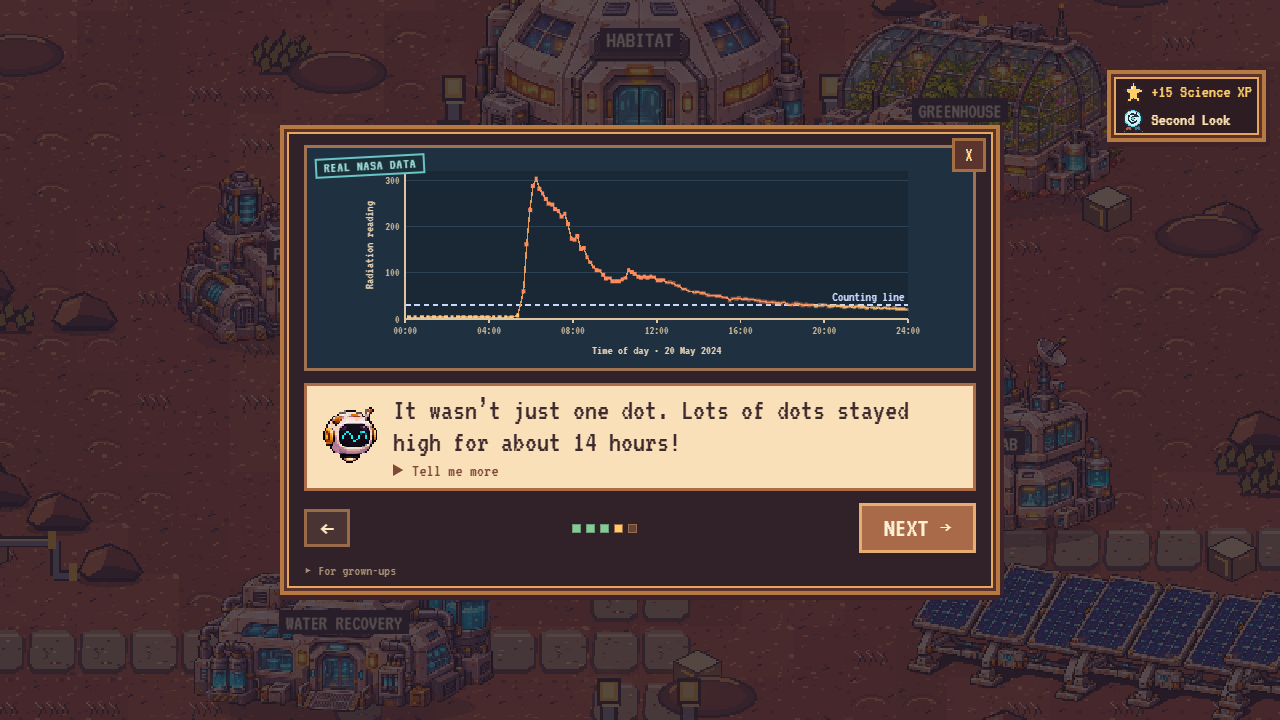 HABITAT
GREENHOUSE
+15 Science XP
Second Look
REAL NASA DATA
X
Radiation reading
300
200
100
0
Counting line
00:00 04:00 08:00 12:00 16:00 20:00 24:00
Time of day · 20 May 2024
It wasn't just one dot. Lots of dots stayed
high for about 14 hours!
▶ Tell me more
← NEXT →
▸ For grown-ups
WATER RECOVERY